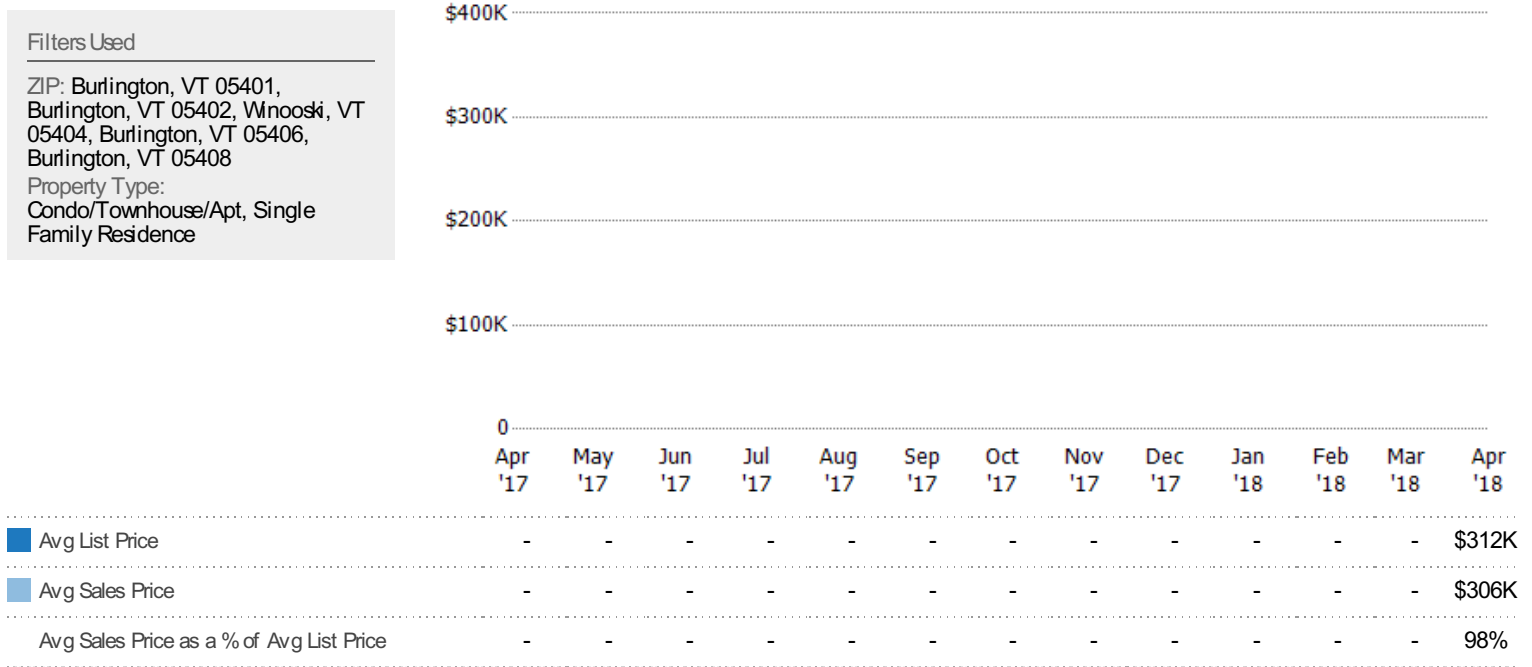 Filters Used
ZIP: Burlington, VT 05401,
Burlington, VT 05402, Winooski, VT
05404, Burlington, VT 05406,
Burlington, VT 05408
Property Type:
Condo/Townhouse/Apt, Single
Family Residence
$400K
$300K
$200K
$100K
0
Apr May Jun Jul Aug Sep Oct Nov Dec Jan Feb Mar Apr
'17 '17 '17 '17 '17 '17 '17 '17 '17 '18 '18 '18 '18
Avg List Price - - - - - - - - - - - - $312K
Avg Sales Price - - - - - - - - - - - - $306K
Avg Sales Price as a % of Avg List Price - - - - - - - - - - - - 98%